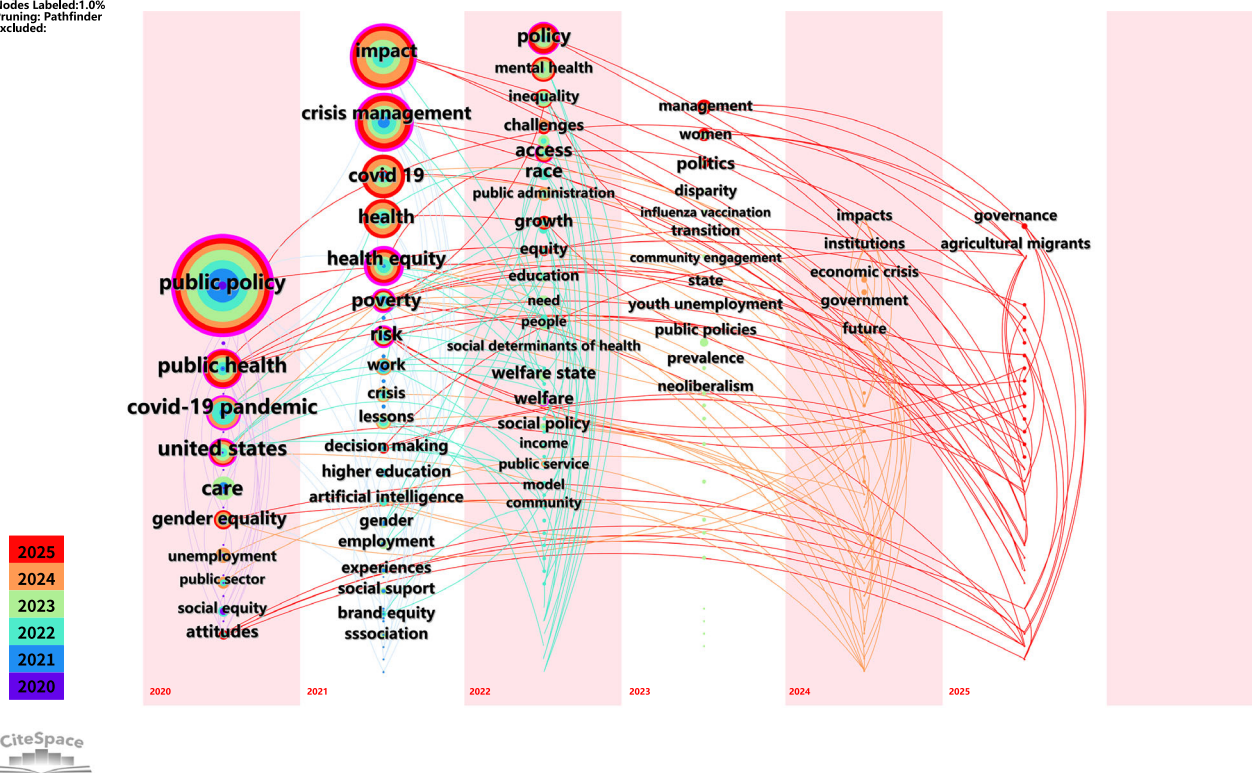 Nodes Labeled:1.0%
Pruning: Pathfinder
Excluded:
public policy
public health
covid-19 pandemic
united states
care
gender equality
unemployment
public sector
social equity
attitudes
impact
crisis management
covid 19
health
health equity
poverty
risk
work
crisis
lessons
decision making
higher education
artificial intelligence
gender
employment
experiences
social suport
brand equity
sssociation
policy
mental health
inequality
challenges
access
race
public administration
growth
equity
education
need
people
social determinants of health
welfare state
welfare
social policy
income
public service
model
community
management
women
politics
disparity
influenza vaccination
transition
community engagement
state
youth unemployment
public policies
prevalence
neoliberalism
impacts
institutions
economic crisis
government
future
governance
agricultural migrants
2025
2024
2023
2022
2021
2020
2020
2021
2022
2023
2024
2025
CiteSpace